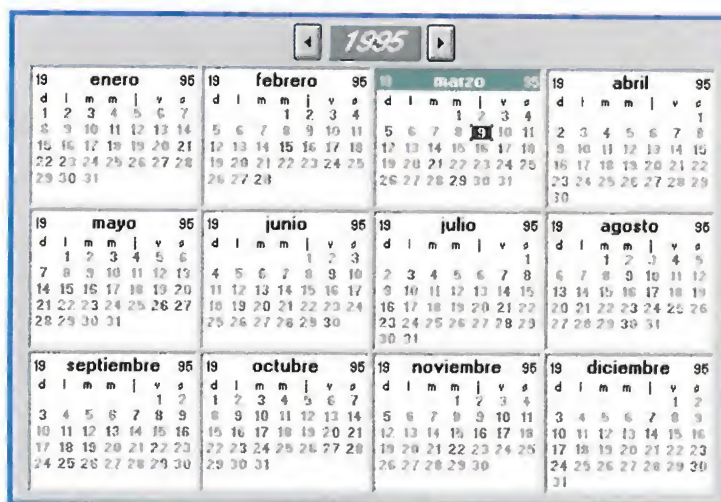 1995
19 enero 95
d l m m j v s
1 2 3 4 5 6 7
8 9 10 11 12 13 14
15 16 17 18 19 20 21
22 23 24 25 26 27 28
29 30 31
19 febrero 95
d l m m j v s
1 2 3 4
5 6 7 8 9 10 11
12 13 14 15 16 17 18
19 20 21 22 23 24 25
26 27 28
19 marzo 95
d l m m j v s
1 2 3 4
5 6 7 8 9 10 11
12 13 14 15 16 17 18
19 20 21 22 23 24 25
26 27 28 29 30 31
19 abril 95
d l m m j v s
1
2 3 4 5 6 7 8
9 10 11 12 13 14 15
16 17 18 19 20 21 22
23 24 25 26 27 28 29
30
19 mayo 95
d l m m j v s
1 2 3 4 5 6
7 8 9 10 11 12 13
14 15 16 17 18 19 20
21 22 23 24 25 26 27
28 29 30 31
19 junio 95
d l m m j v s
1 2 3
4 5 6 7 8 9 10
11 12 13 14 15 16 17
18 19 20 21 22 23 24
25 26 27 28 29 30
19 julio 95
d l m m j v s
1
2 3 4 5 6 7 8
9 10 11 12 13 14 15
16 17 18 19 20 21 22
23 24 25 26 27 28 29
30 31
19 agosto 95
d l m m j v s
1 2 3 4 5
6 7 8 9 10 11 12
13 14 15 16 17 18 19
20 21 22 23 24 25 26
19 septiembre 95
d l m m j v s
1 2
3 4 5 6 7 8 9
10 11 12 13 14 15 16
17 18 19 20 21 22 23
24 25 26 27 28 29 30
19 octubre 95
d l m m j v s
1 2 3 4 5 6 7
8 9 10 11 12 13 14
15 16 17 18 19 20 21
22 23 24 25 26 27 28
29 30 31
19 noviembre 95
d l m m j v s
1 2 3 4
5 6 7 8 9 10 11
12 13 14 15 16 17 18
19 20 21 22 23 24 25
26 27 28 29 30
19 diciembre 95
d l m m j v s
1 2
3 4 5 6 7 8 9
10 11 12 13 14 15 16
17 18 19 20 21 22 23
24 25 26 27 28 29 30
31